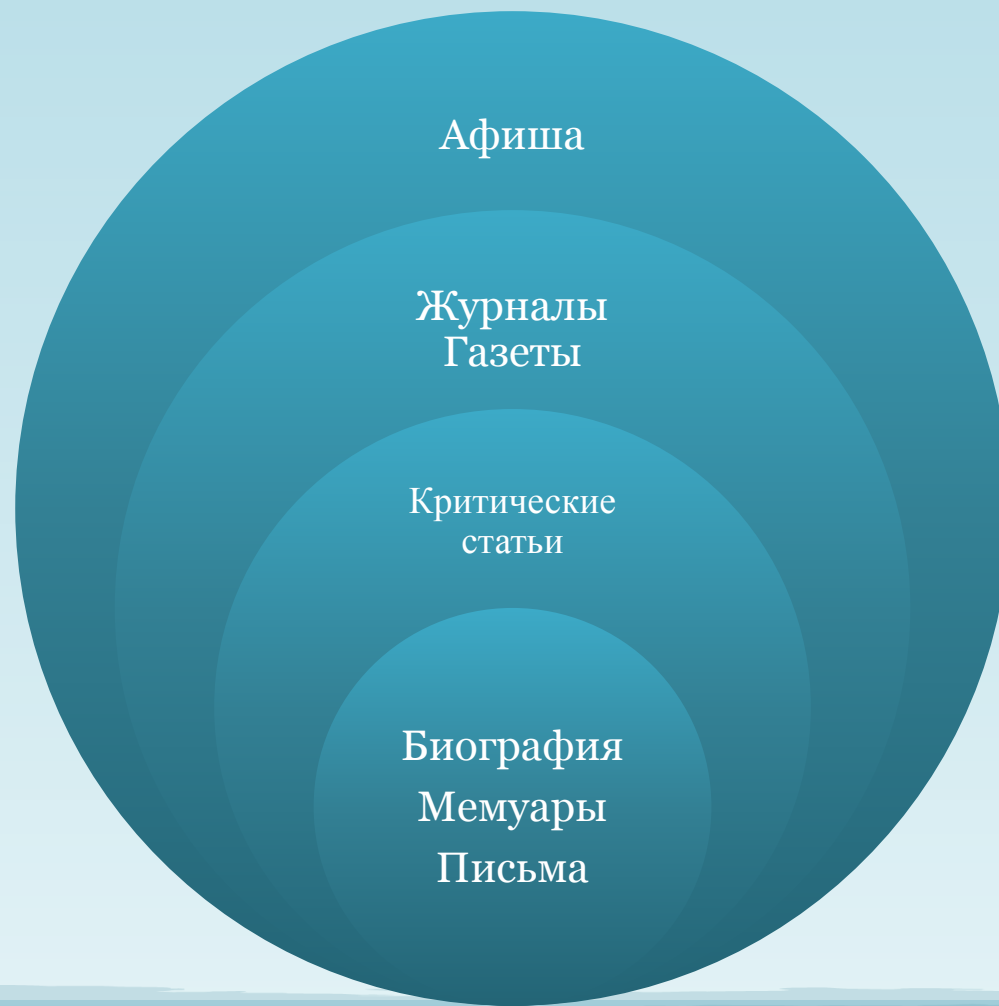 Афиша
Журналы
Газеты
Критические
статьи
Биография
Мемуары
Письма